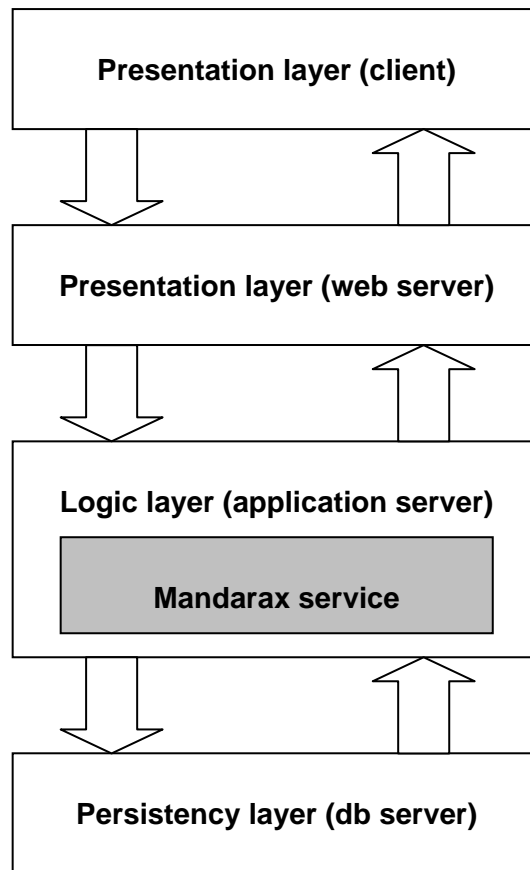 Presentation layer (client)
Presentation layer (web server)
Logic layer (application server)
Mandarax service
Persistency layer (db server)